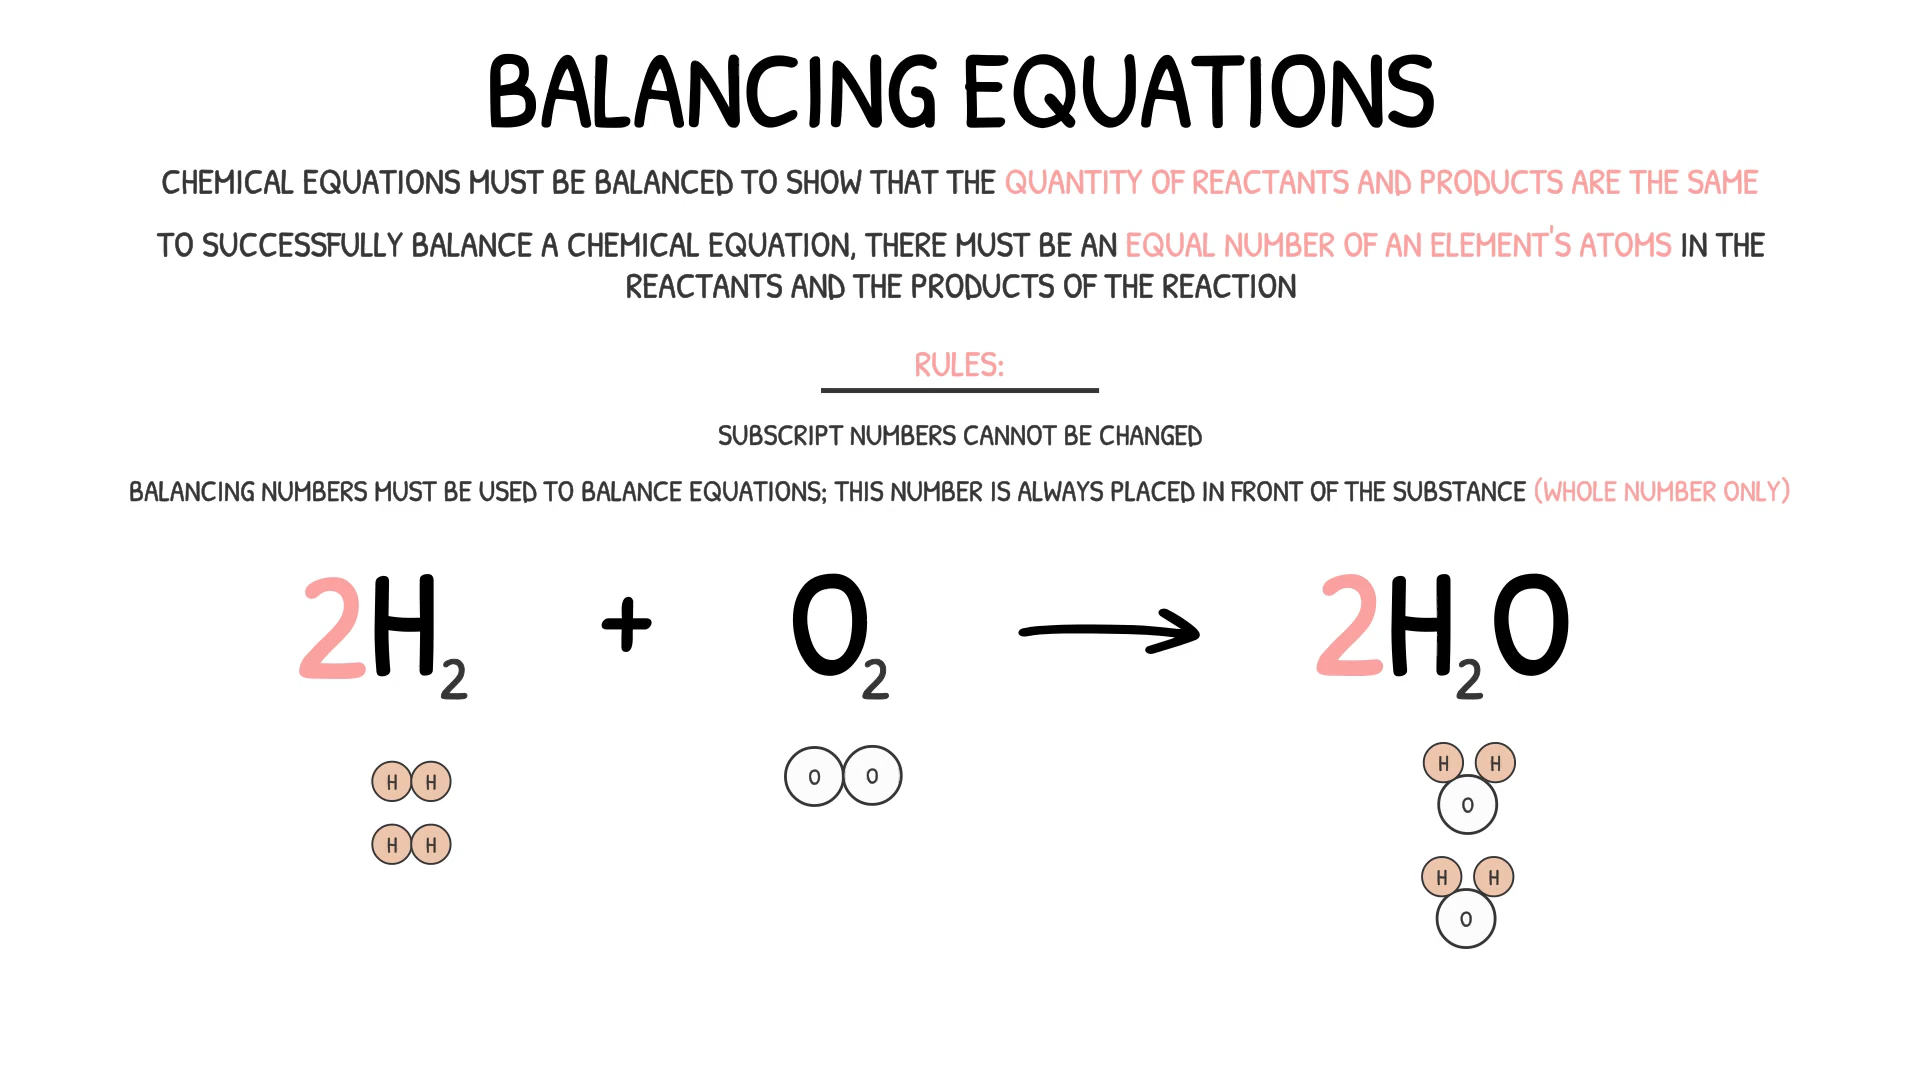 BALANCING EQUATIONS
CHEMICAL EQUATIONS MUST BE BALANCED TO SHOW THAT THE QUANTITY OF REACTANTS AND PRODUCTS ARE THE SAME
TO SUCCESSFULLY BALANCE A CHEMICAL EQUATION, THERE MUST BE AN EQUAL NUMBER OF AN ELEMENT'S ATOMS IN THE
REACTANTS AND THE PRODUCTS OF THE REACTION
RULES:
SUBSCRIPT NUMBERS CANNOT BE CHANGED
BALANCING NUMBERS MUST BE USED TO BALANCE EQUATIONS; THIS NUMBER IS ALWAYS PLACED IN FRONT OF THE SUBSTANCE (WHOLE NUMBER ONLY)
2H₂ + O₂ → 2H₂O
H H O O H H
O
H H
H H
O